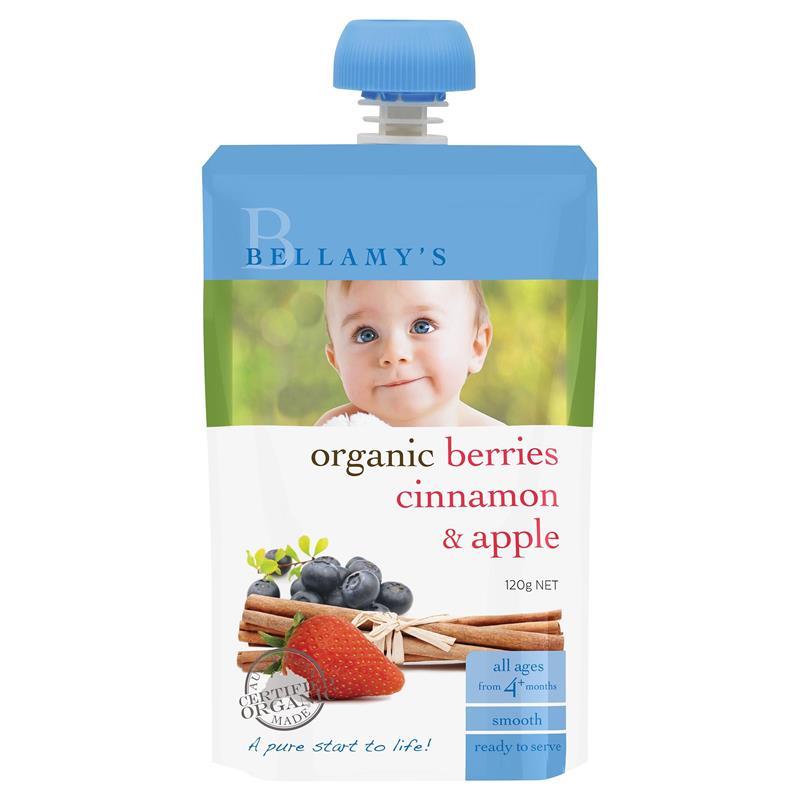 B
BELLAMY'S
organic berries
cinnamon
& apple
120g NET
all ages
from 4+ months
smooth
ready to serve
CERTIFIED
ORGANIC
MADE
A pure start to life!